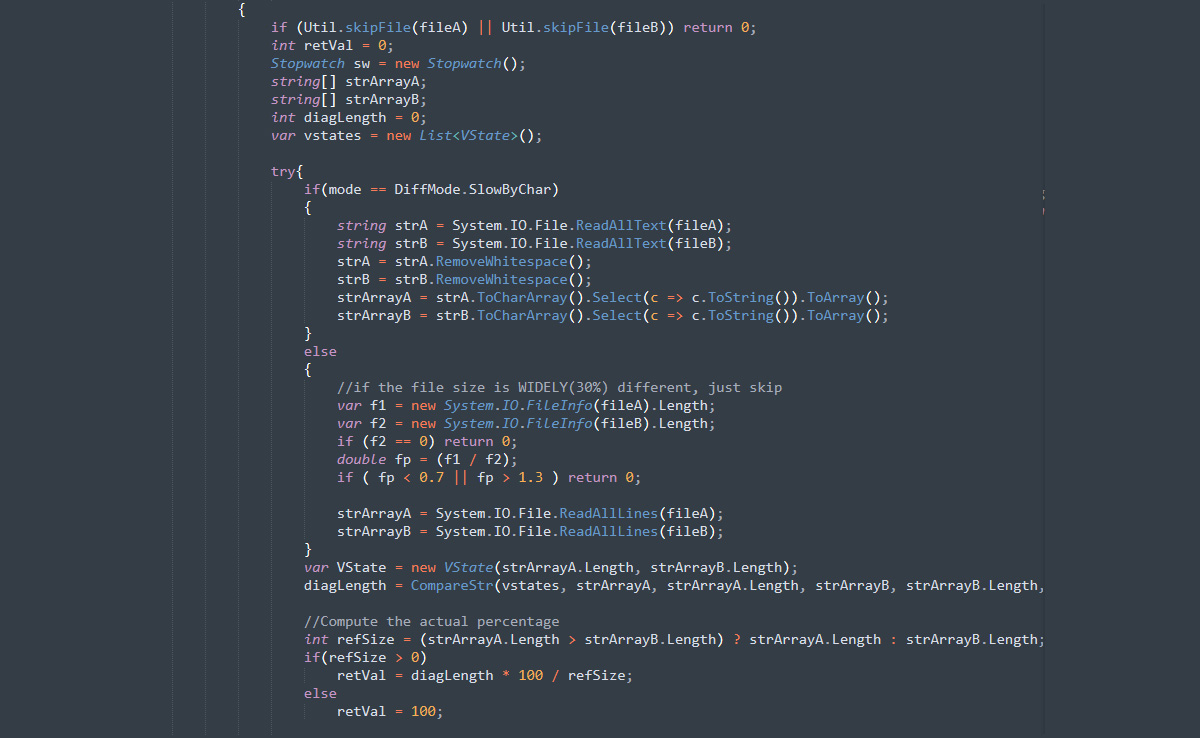 {
if (Util.skipFile(fileA) || Util.skipFile(fileB)) return 0;
int retVal = 0;
Stopwatch sw = new Stopwatch();
string[] strArrayA;
string[] strArrayB;
int diagLength = 0;
var vstates = new List<VState>();
try{
if(mode == DiffMode.SlowByChar)
{
string strA = System.IO.File.ReadAllText(fileA);
string strB = System.IO.File.ReadAllText(fileB);
strA = strA.RemoveWhitespace();
strB = strB.RemoveWhitespace();
strArrayA = strA.ToCharArray().Select(c => c.ToString()).ToArray();
strArrayB = strB.ToCharArray().Select(c => c.ToString()).ToArray();
}
else
{
//if the file size is WIDELY(30%) different, just skip
var f1 = new System.IO.FileInfo(fileA).Length;
var f2 = new System.IO.FileInfo(fileB).Length;
if (f2 == 0) return 0;
double fp = (f1 / f2);
if ( fp < 0.7 || fp > 1.3 ) return 0;
strArrayA = System.IO.File.ReadAllLines(fileA);
strArrayB = System.IO.File.ReadAllLines(fileB);
}
var VState = new VState(strArrayA.Length, strArrayB.Length);
diagLength = CompareStr(vstates, strArrayA, strArrayA.Length, strArrayB, strArrayB.Length,
//Compute the actual percentage
int refSize = (strArrayA.Length > strArrayB.Length) ? strArrayA.Length : strArrayB.Length;
if(refSize > 0)
retVal = diagLength * 100 / refSize;
else
retVal = 100;